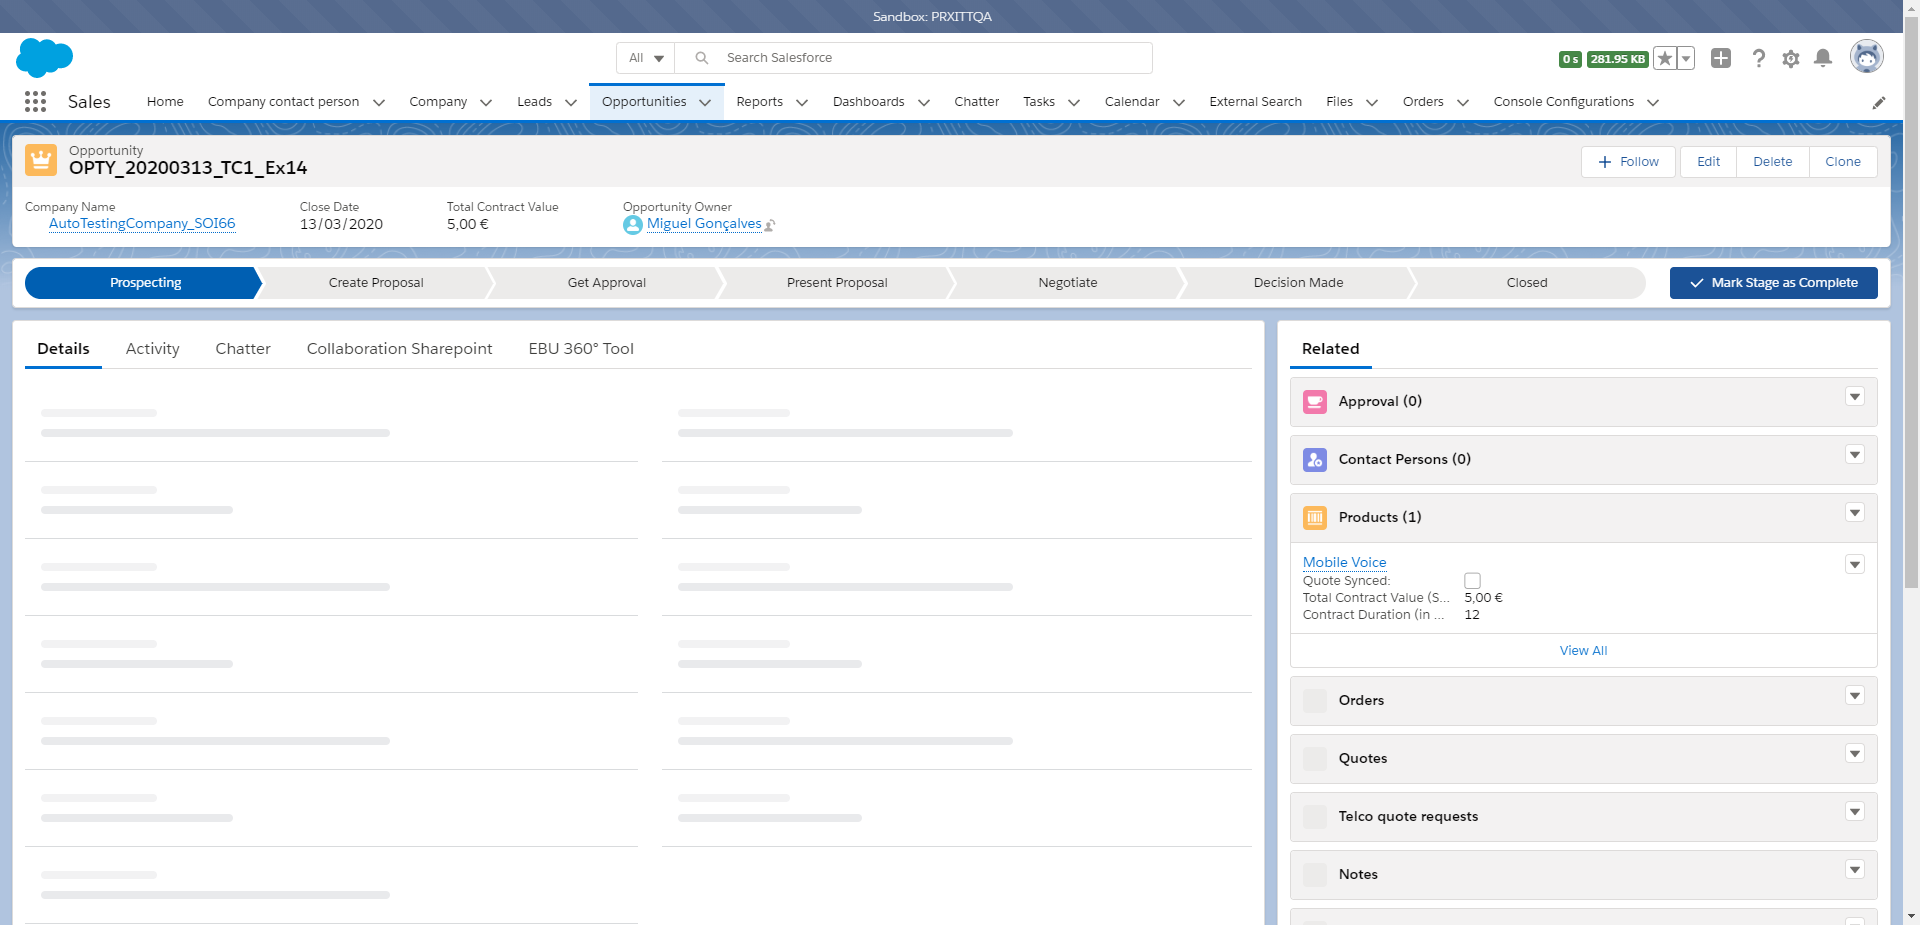 Sandbox: PRXITTQA
All
Search Salesforce
0 s
281.95 KB
Sales
Home
Company contact person
Company
Leads
Opportunities
Reports
Dashboards
Chatter
Tasks
Calendar
External Search
Files
Orders
Console Configurations
Opportunity
OPTY_20200313_TC1_Ex14
Follow
Edit
Delete
Clone
Company Name
AutoTestingCompany_SOI66
Close Date
13/03/2020
Total Contract Value
5,00 €
Opportunity Owner
Miguel Gonçalves
Prospecting
Create Proposal
Get Approval
Present Proposal
Negotiate
Decision Made
Closed
Mark Stage as Complete
Details
Activity
Chatter
Collaboration Sharepoint
EBU 360° Tool
Related
Approval (0)
Contact Persons (0)
Products (1)
Mobile Voice
Quote Synced:
Total Contract Value (S... 5,00 €
Contract Duration (in ... 12
View All
Orders
Quotes
Telco quote requests
Notes